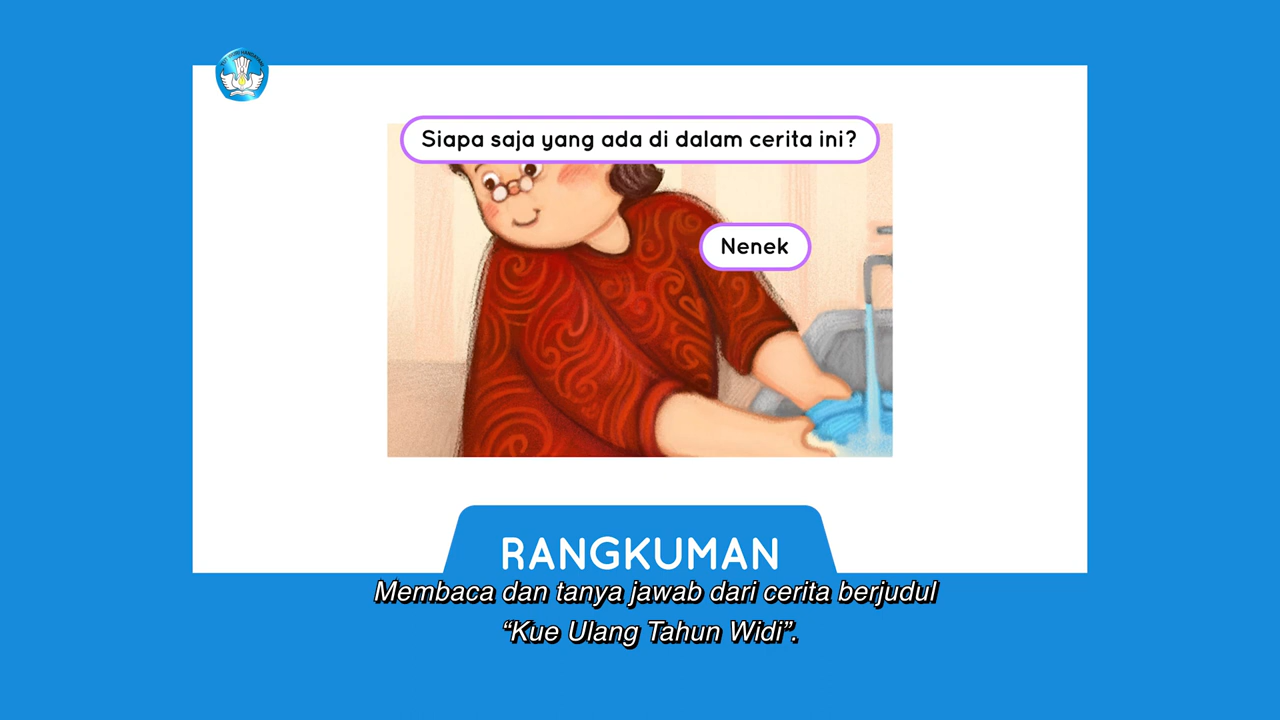 Siapa saja yang ada di dalam cerita ini?
Nenek
RANGKUMAN
Membaca dan tanya jawab dari cerita berjudul
“Kue Ulang Tahun Widi”.